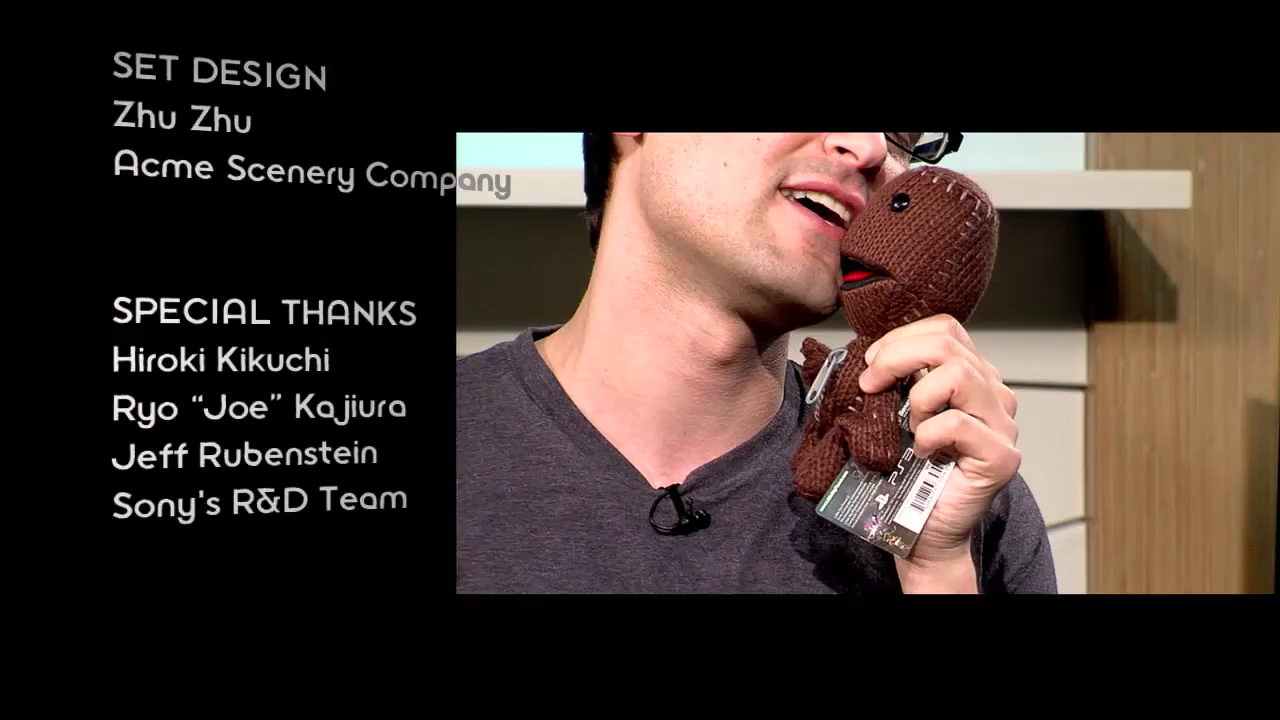 SET DESIGN
Zhu Zhu
Acme Scenery Company
SPECIAL THANKS
Hiroki Kikuchi
Ryo “Joe” Kajiura
Jeff Rubenstein
Sony's R&D Team
PS3